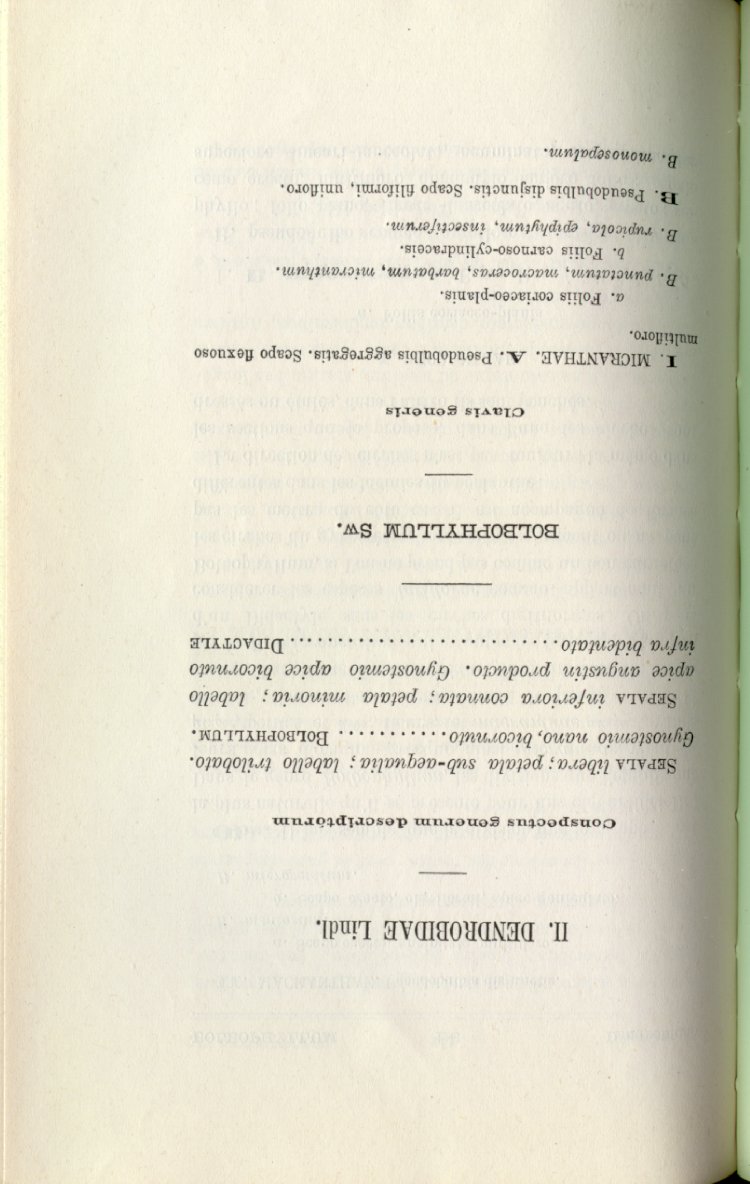 II. DENDROBIDAE Lindl.
Conspectus generum descriptorum
SEPALA libera; petala sub-aequalia; labello trilobato.
Gynostemio nano, bicornuto............ BOLBOPHYLLUM.
SEPALA inferiora connata; petala minoria; labello
apice angustin producto. Gynostemio apice bicornuto
infra bidentato............................ DIDACTYLE
BOLBOPHYLLUM SW.
Clavis generis
I. MICRANTHAE. A. Pseudobulbis aggregatis. Scapo flexuoso
multifloro.
a. Foliis coriaceo-planis.
B. punctatum, macroceras, barbatum, micranthum.
b. Foliis carnoso-cylindraceis.
B. rupicola, epiphytum, insectiferum.
B. Pseudobulbis disjunctis. Scapo filiformi, unifloro.
B. monosepalum.